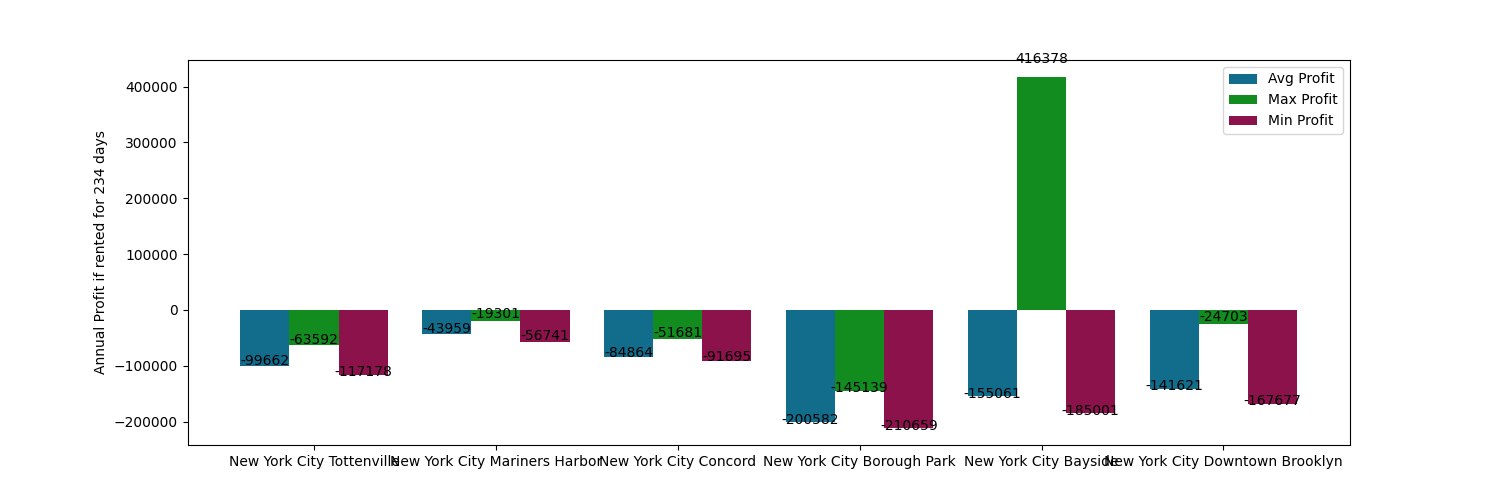 416378
400000
300000
200000
100000
0
−100000
−200000
Annual Profit if rented for 234 days
Avg Profit
Max Profit
Min Profit
-99662
-63592
-117178
-43959
-19301
-56741
-84864
-51681
-91695
-200582
-145139
-210659
-155061
-185001
-141621
-24703
-167677
New York City Tottenville
New York City Mariners Harbor
New York City Concord
New York City Borough Park
New York City Bayside
New York City Downtown Brooklyn